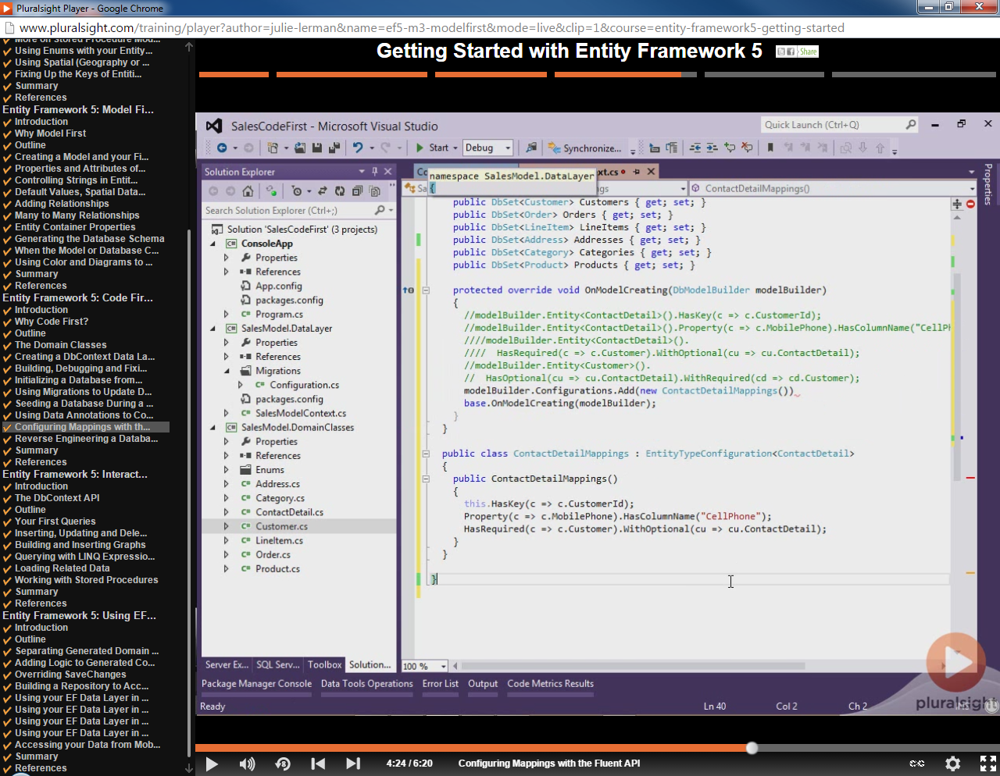 Pluralsight Player - Google Chrome
www.pluralsight.com/training/player?author=julie-lerman&name=ef5-m3-modelfirst&mode=live&clip=1&course=entity-framework5-getting-started
More on Stored Procedure Mod...
Using Enums with your Entity...
Using Spatial (Geography or ...
Fixing Up the Keys of Entiti...
Summary
References
Entity Framework 5: Model Fi...
Introduction
Why Model First
Outline
Creating a Model and your Fi...
Properties and Attributes of...
Controlling Strings in Entit...
Default Values, Spatial Data...
Adding Relationships
Many to Many Relationships
Entity Container Properties
Generating the Database Schema
When the Model or Database C...
Using Color and Diagrams to ...
Summary
References
Entity Framework 5: Code Fir...
Introduction
Why Code First?
Outline
The Domain Classes
Creating a DbContext Data La...
Building, Debugging and Fixi...
Initializing a Database from...
Using Migrations to Update D...
Seeding a Database During a ...
Using Data Annotations to Co...
Configuring Mappings with th...
Reverse Engineering a Databa...
Summary
References
Entity Framework 5: Interact...
Introduction
The DbContext API
Outline
Your First Queries
Inserting, Updating and Dele...
Building and Inserting Graphs
Querying with LINQ Expressio...
Loading Related Data
Working with Stored Procedures
Summary
References
Entity Framework 5: Using EF...
Introduction
Outline
Separating Generated Domain ...
Adding Logic to Generated Co...
Overriding SaveChanges
Building a Repository to Acc...
Using your EF Data Layer in ...
Using your EF Data Layer in ...
Using your EF Data Layer in ...
Using your EF Data Layer in ...
Accessing your Data from Mob...
Summary
References
Getting Started with Entity Framework 5
Share
SalesCodeFirst - Microsoft Visual Studio
Quick Launch (Ctrl+Q)
Start
Debug
Synchronize...
Solution Explorer
Search Solution Explorer (Ctrl+;)
Solution 'SalesCodeFirst' (3 projects)
ConsoleApp
Properties
References
App.config
packages.config
Program.cs
SalesModel.DataLayer
Properties
References
Migrations
Configuration.cs
packages.config
SalesModelContext.cs
SalesModel.DomainClasses
Properties
References
Enums
Address.cs
Category.cs
ContactDetail.cs
Customer.cs
LineItem.cs
Order.cs
Product.cs
Server Ex...
SQL Serv...
Toolbox
Solution...
Co
ext.cs
namespace SalesModel.DataLayer
{
Sa
ngs
ContactDetailMappings()
Properties
public DbSet<Customer> Customers { get; set; }
public DbSet<Order> Orders { get; set; }
public DbSet<LineItem> LineItems { get; set; }
public DbSet<Address> Addresses { get; set; }
public DbSet<Category> Categories { get; set; }
public DbSet<Product> Products { get; set; }
protected override void OnModelCreating(DbModelBuilder modelBuilder)
{
//modelBuilder.Entity<ContactDetail>().HasKey(c => c.CustomerId);
//modelBuilder.Entity<ContactDetail>().Property(c => c.MobilePhone).HasColumnName("CellPh
////modelBuilder.Entity<ContactDetail>().
//// HasRequired(c => c.Customer).WithOptional(cu => cu.ContactDetail);
//modelBuilder.Entity<Customer>().
// HasOptional(cu => cu.ContactDetail).WithRequired(cd => cd.Customer);
modelBuilder.Configurations.Add(new ContactDetailMappings())
base.OnModelCreating(modelBuilder);
}
}
public class ContactDetailMappings : EntityTypeConfiguration<ContactDetail>
{
public ContactDetailMappings()
{
this.HasKey(c => c.CustomerId);
Property(c => c.MobilePhone).HasColumnName("CellPhone");
HasRequired(c => c.Customer).WithOptional(cu => cu.ContactDetail);
}
}
}
100 %
Package Manager Console
Data Tools Operations
Error List
Output
Code Metrics Results
Ready
Ln 40
Col 2
Ch 2
INS
pluralsight
4:24 / 6:20
Configuring Mappings with the Fluent API
CC